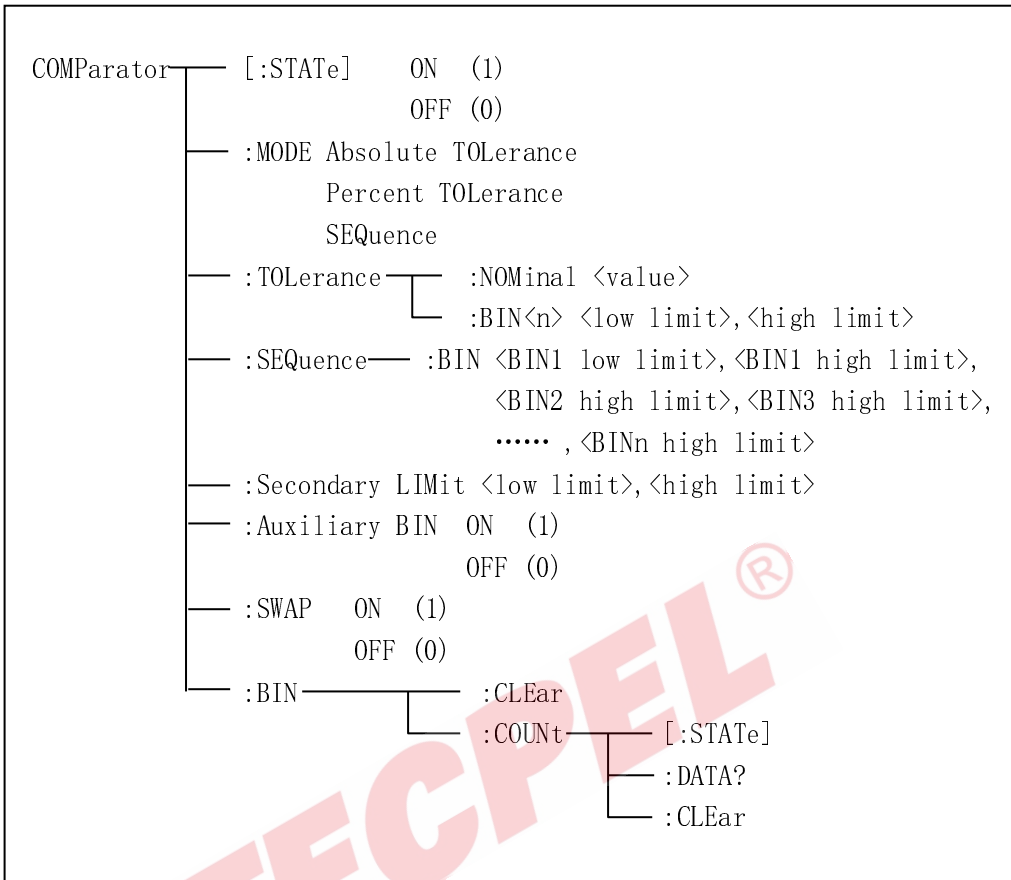 COMParator [:STATe] ON (1)
OFF (0)
:MODE Absolute TOLerance
Percent TOLerance
SEQuence
:TOLerance :NOMinal <value>
:BIN<n> <low limit>,<high limit>
:SEQuence :BIN <BIN1 low limit>,<BIN1 high limit>,
<BIN2 high limit>,<BIN3 high limit>,
…… ,<BINn high limit>
:Secondary LIMit <low limit>,<high limit>
:Auxiliary BIN ON (1)
OFF (0)
:SWAP ON (1)
OFF (0)
:BIN :CLEar
:COUNt [:STATe]
:DATA?
:CLEar
TECPEL®